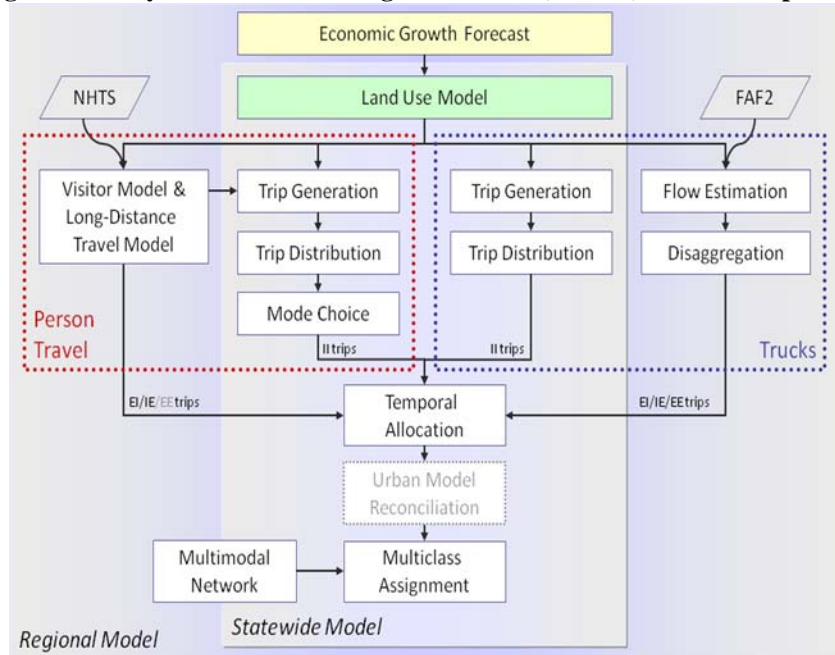 Economic Growth Forecast
NHTS
Land Use Model
FAF2
Visitor Model &
Long-Distance
Travel Model
Trip Generation
Trip Generation
Flow Estimation
Trip Distribution
Trip Distribution
Disaggregation
Mode Choice
Person
Travel
II trips
II trips
Trucks
EI/IE/EE trips
Temporal
Allocation
EI/IE/EE trips
Urban Model
Reconciliation
Multimodal
Network
Multiclass
Assignment
Regional Model
Statewide Model